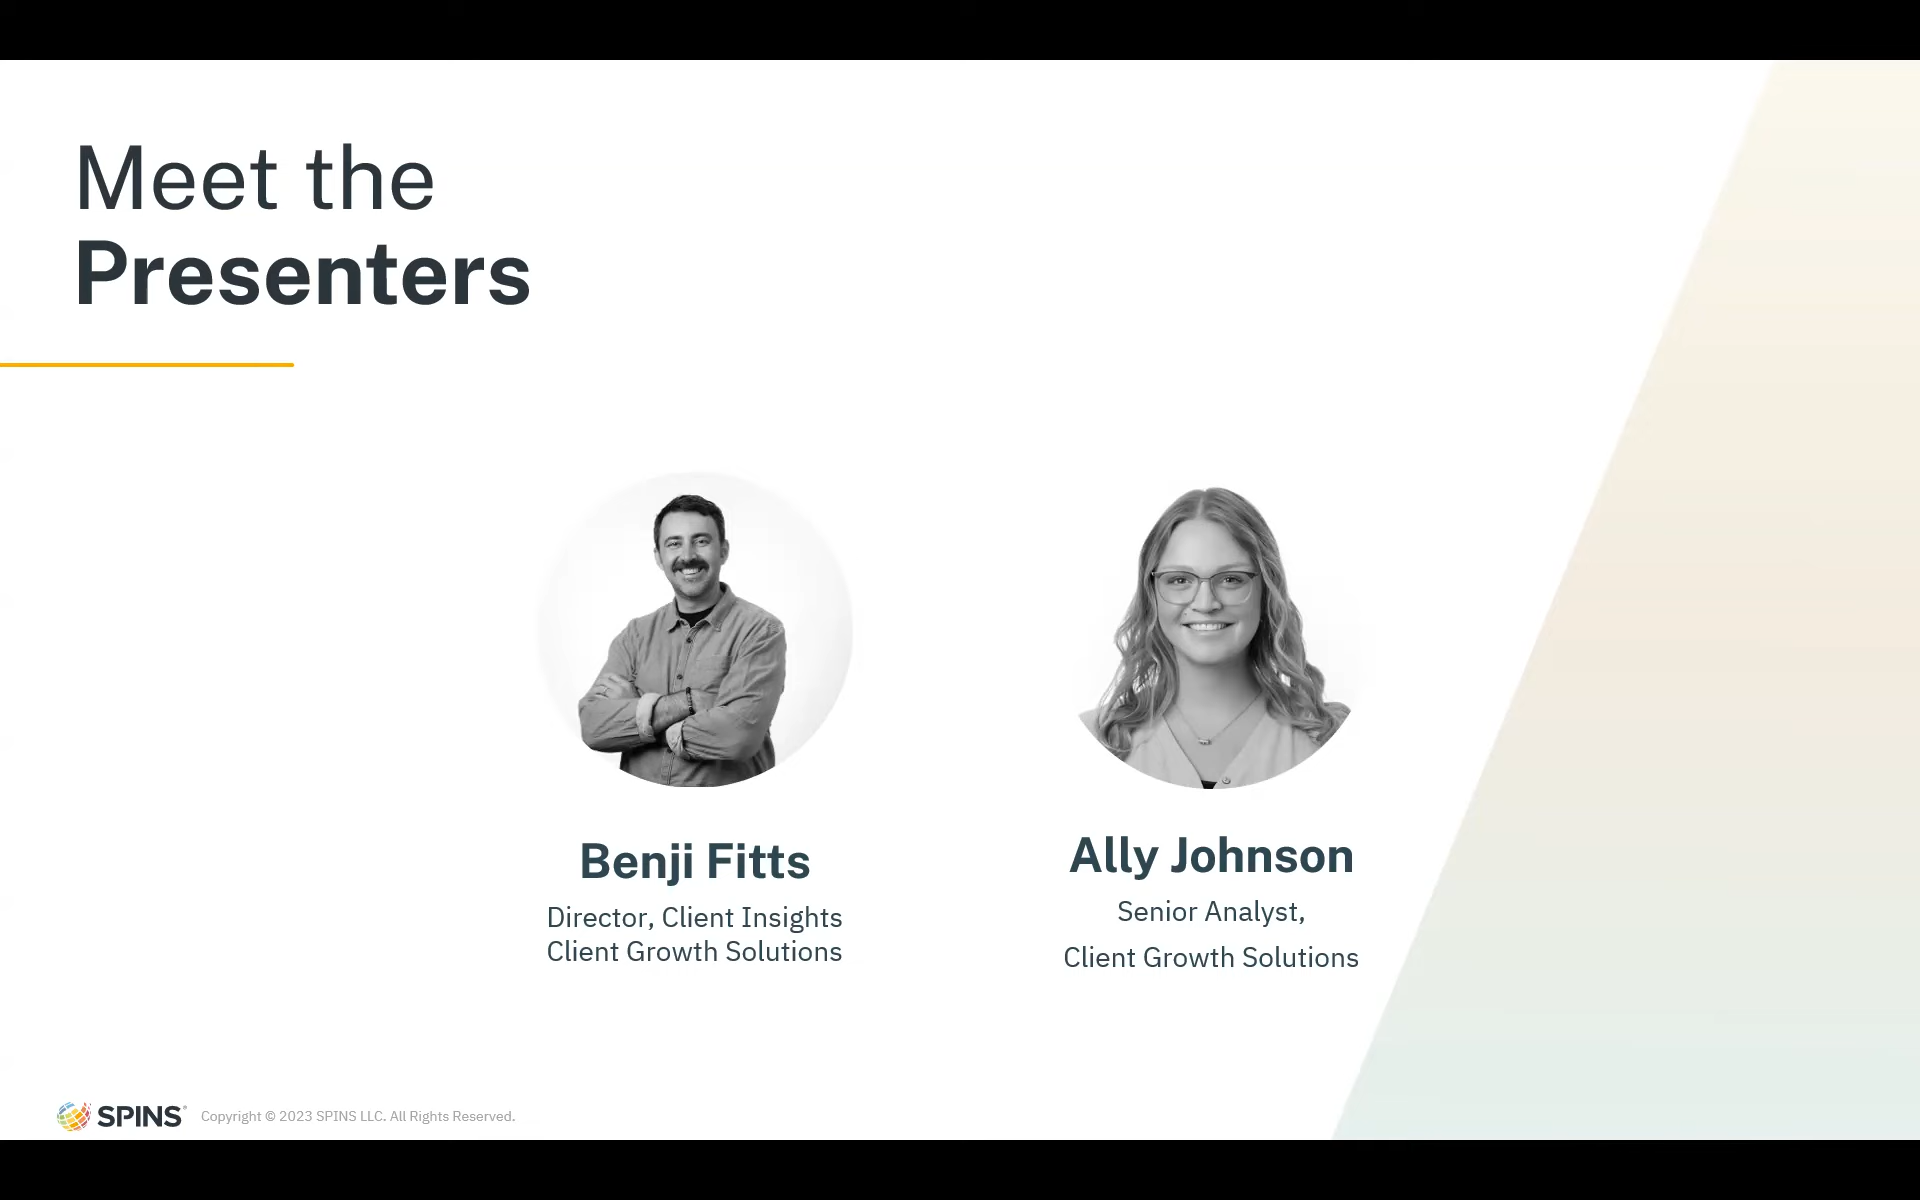 Meet the
Presenters
Benji Fitts
Director, Client Insights
Client Growth Solutions
Ally Johnson
Senior Analyst,
Client Growth Solutions
SPINS® Copyright © 2023 SPINS LLC. All Rights Reserved.